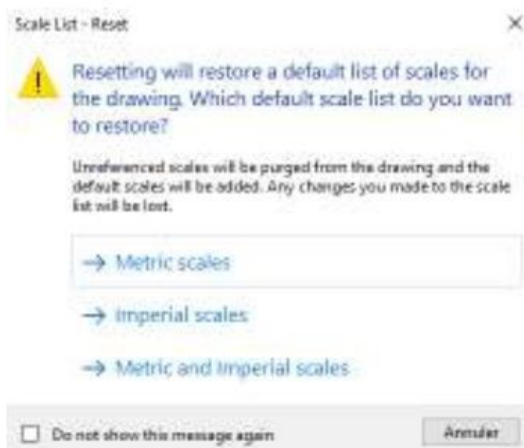 Scale List - Reset
Resetting will restore a default list of scales for
the drawing. Which default scale list do you want
to restore?
Unreferenced scales will be purged from the drawing and the
default scales will be added. Any changes you made to the scale
list will be lost.
Metric scales
Imperial scales
Metric and Imperial scales
Do not show this message again
Annular